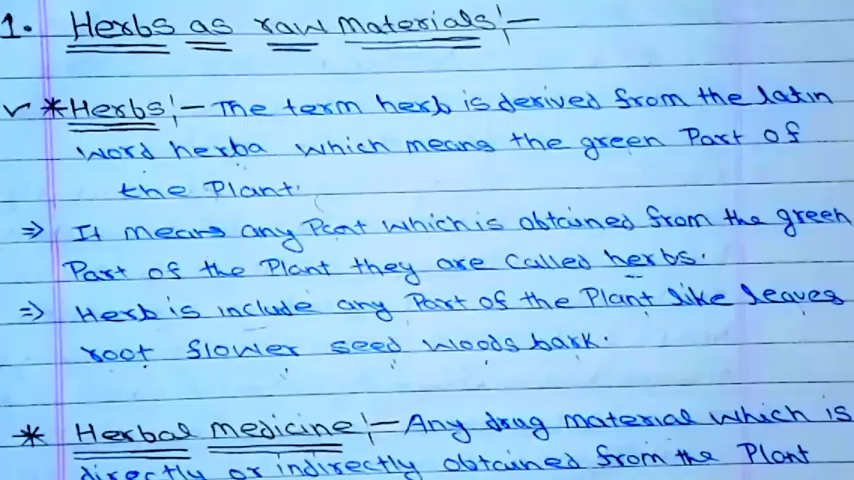 1. Herbs as raw materials:-
✓ * Herbs:- The term herb is derived from the latin
word herba which means the green Part of
the Plant.
⇒ It means any Part which is obtained from the green
Part of the Plant they are called herbs.
⇒ Herb is include any Part of the Plant like leaves
root flower seed woods bark.
* Herbal medicine:- Any drug material which is
directly or indirectly obtained from the Plant